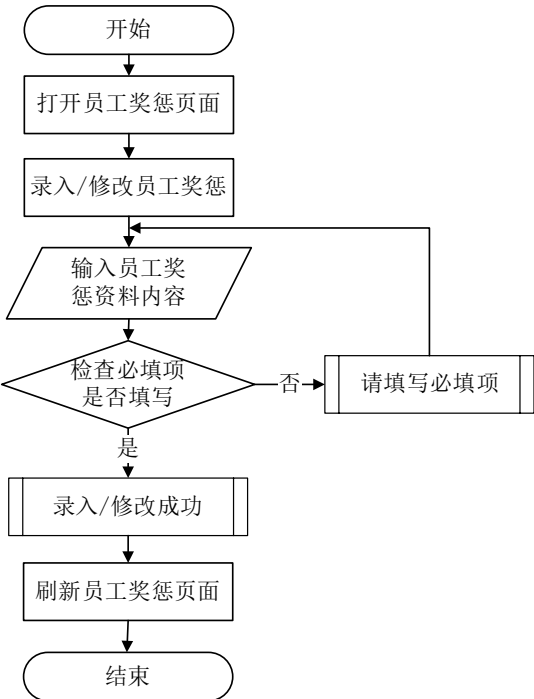 开始
打开员工奖惩页面
录入/修改员工奖惩
输入员工奖
惩资料内容
检查必填项
是否填写
否
请填写必填项
是
录入/修改成功
刷新员工奖惩页面
结束